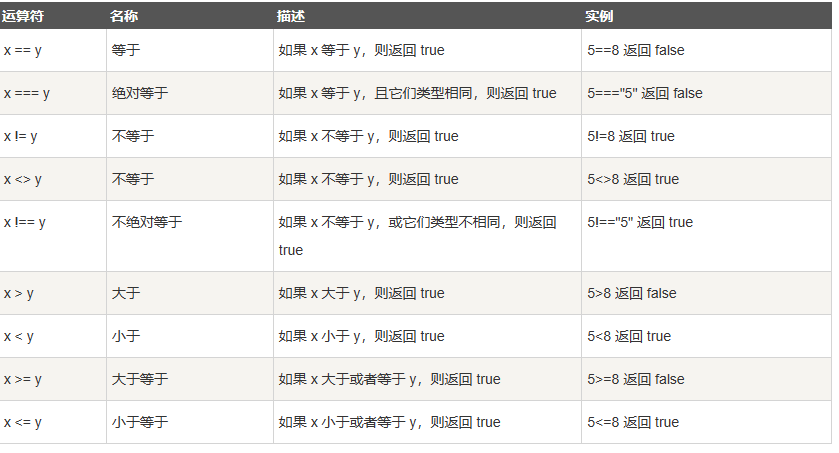 运算符 名称 描述 实例
x == y 等于 如果 x 等于 y，则返回 true 5==8 返回 false
x === y 绝对等于 如果 x 等于 y，且它们类型相同，则返回 true 5==="5" 返回 false
x != y 不等于 如果 x 不等于 y，则返回 true 5!=8 返回 true
x <> y 不等于 如果 x 不等于 y，则返回 true 5<>8 返回 true
x !== y 不绝对等于 如果 x 不等于 y，或它们类型不相同，则返回 5!=="5" 返回 true
true
x > y 大于 如果 x 大于 y，则返回 true 5>8 返回 false
x < y 小于 如果 x 小于 y，则返回 true 5<8 返回 true
x >= y 大于等于 如果 x 大于或者等于 y，则返回 true 5>=8 返回 false
x <= y 小于等于 如果 x 小于或者等于 y，则返回 true 5<=8 返回 true